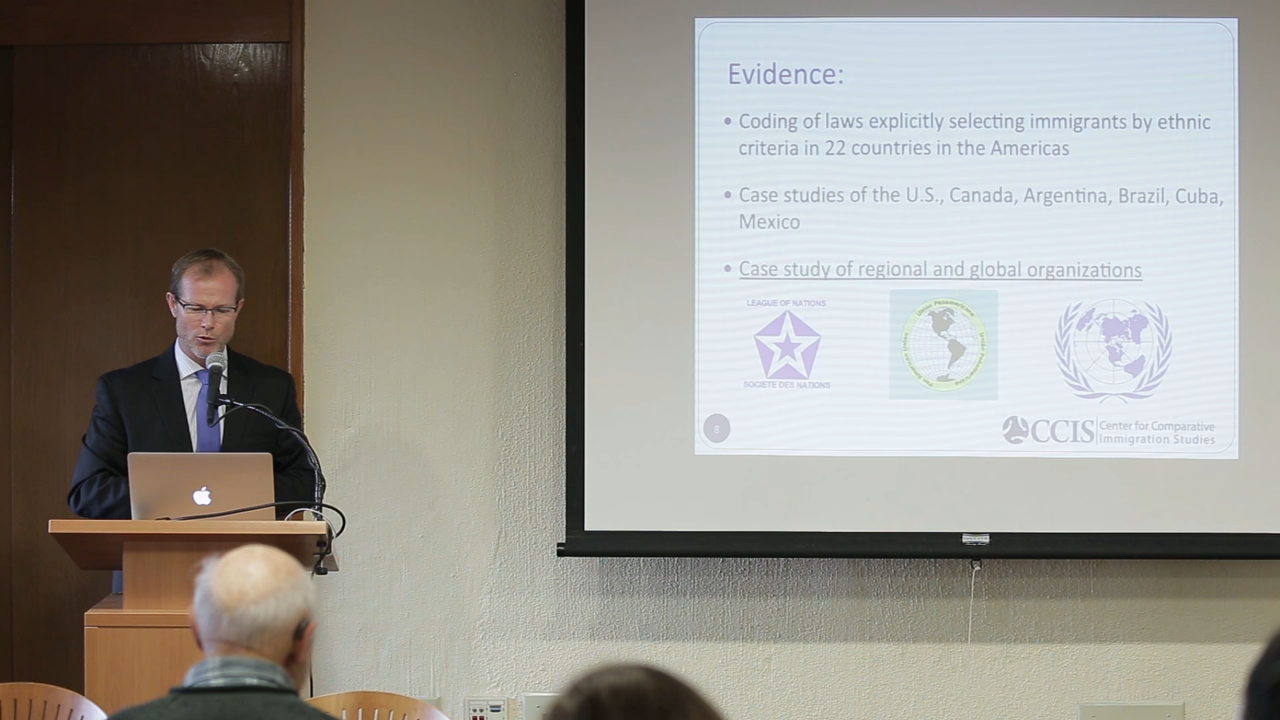 Evidence:
• Coding of laws explicitly selecting immigrants by ethnic
criteria in 22 countries in the Americas
• Case studies of the U.S., Canada, Argentina, Brazil, Cuba,
Mexico
• Case study of regional and global organizations
LEAGUE OF NATIONS
SOCIETE DES NATIONS
CCIS
Center for Comparative
Immigration Studies